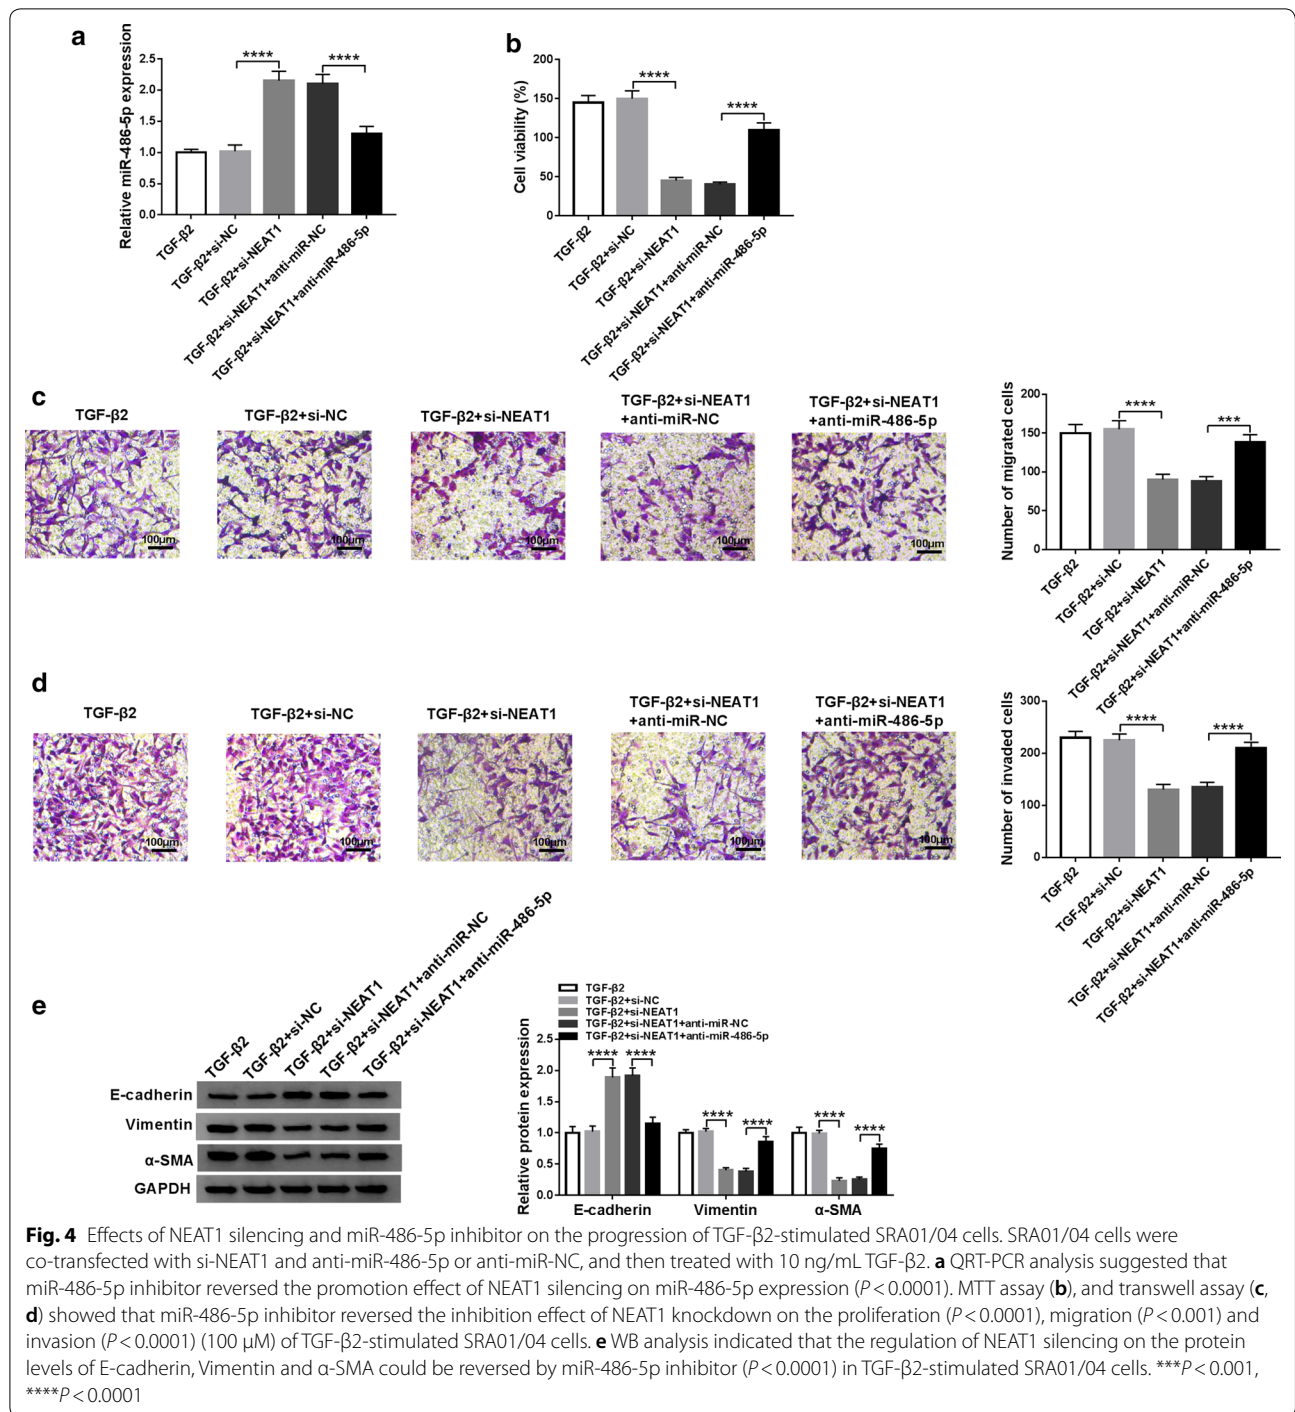 a
Relative miR-486-5p expression
2.5
2.0
1.5
1.0
0.5
0.0
****
****
TGF-β2
TGF-β2+si-NC
TGF-β2+si-NEAT1
TGF-β2+si-NEAT1+anti-miR-NC
TGF-β2+si-NEAT1+anti-miR-486-5p
b
Cell viability (%)
200
150
100
50
0
****
****
TGF-β2
TGF-β2+si-NC
TGF-β2+si-NEAT1
TGF-β2+si-NEAT1+anti-miR-NC
TGF-β2+si-NEAT1+anti-miR-486-5p
c
TGF-β2
TGF-β2+si-NC
TGF-β2+si-NEAT1
TGF-β2+si-NEAT1
+anti-miR-NC
TGF-β2+si-NEAT1
+anti-miR-486-5p
100μm
100μm
100μm
100μm
100μm
Number of migrated cells
200
150
100
50
0
****
***
TGF-β2
TGF-β2+si-NC
TGF-β2+si-NEAT1
TGF-β2+si-NEAT1+anti-miR-NC
TGF-β2+si-NEAT1+anti-miR-486-5p
d
TGF-β2
TGF-β2+si-NC
TGF-β2+si-NEAT1
TGF-β2+si-NEAT1
+anti-miR-NC
TGF-β2+si-NEAT1
+anti-miR-486-5p
100μm
100μm
100μm
100μm
100μm
Number of invaded cells
300
200
100
0
****
****
TGF-β2
TGF-β2+si-NC
TGF-β2+si-NEAT1
TGF-β2+si-NEAT1+anti-miR-NC
TGF-β2+si-NEAT1+anti-miR-486-5p
e
TGF-β2
TGF-β2+si-NC
TGF-β2+si-NEAT1
TGF-β2+si-NEAT1+anti-miR-NC
TGF-β2+si-NEAT1+anti-miR-486-5p
E-cadherin
Vimentin
α-SMA
GAPDH
TGF-β2
TGF-β2+si-NC
TGF-β2+si-NEAT1
TGF-β2+si-NEAT1+anti-miR-NC
TGF-β2+si-NEAT1+anti-miR-486-5p
Relative protein expression
2.5
2.0
1.5
1.0
0.5
0.0
****
****
****
****
****
****
E-cadherin
Vimentin
α-SMA
Fig. 4 Effects of NEAT1 silencing and miR-486-5p inhibitor on the progression of TGF-β2-stimulated SRA01/04 cells. SRA01/04 cells were
co-transfected with si-NEAT1 and anti-miR-486-5p or anti-miR-NC, and then treated with 10 ng/mL TGF-β2. a QRT-PCR analysis suggested that
miR-486-5p inhibitor reversed the promotion effect of NEAT1 silencing on miR-486-5p expression (P < 0.0001). MTT assay (b), and transwell assay (c,
d) showed that miR-486-5p inhibitor reversed the inhibition effect of NEAT1 knockdown on the proliferation (P < 0.0001), migration (P < 0.001) and
invasion (P < 0.0001) (100 μM) of TGF-β2-stimulated SRA01/04 cells. e WB analysis indicated that the regulation of NEAT1 silencing on the protein
levels of E-cadherin, Vimentin and α-SMA could be reversed by miR-486-5p inhibitor (P < 0.0001) in TGF-β2-stimulated SRA01/04 cells. ***P < 0.001,
****P < 0.0001